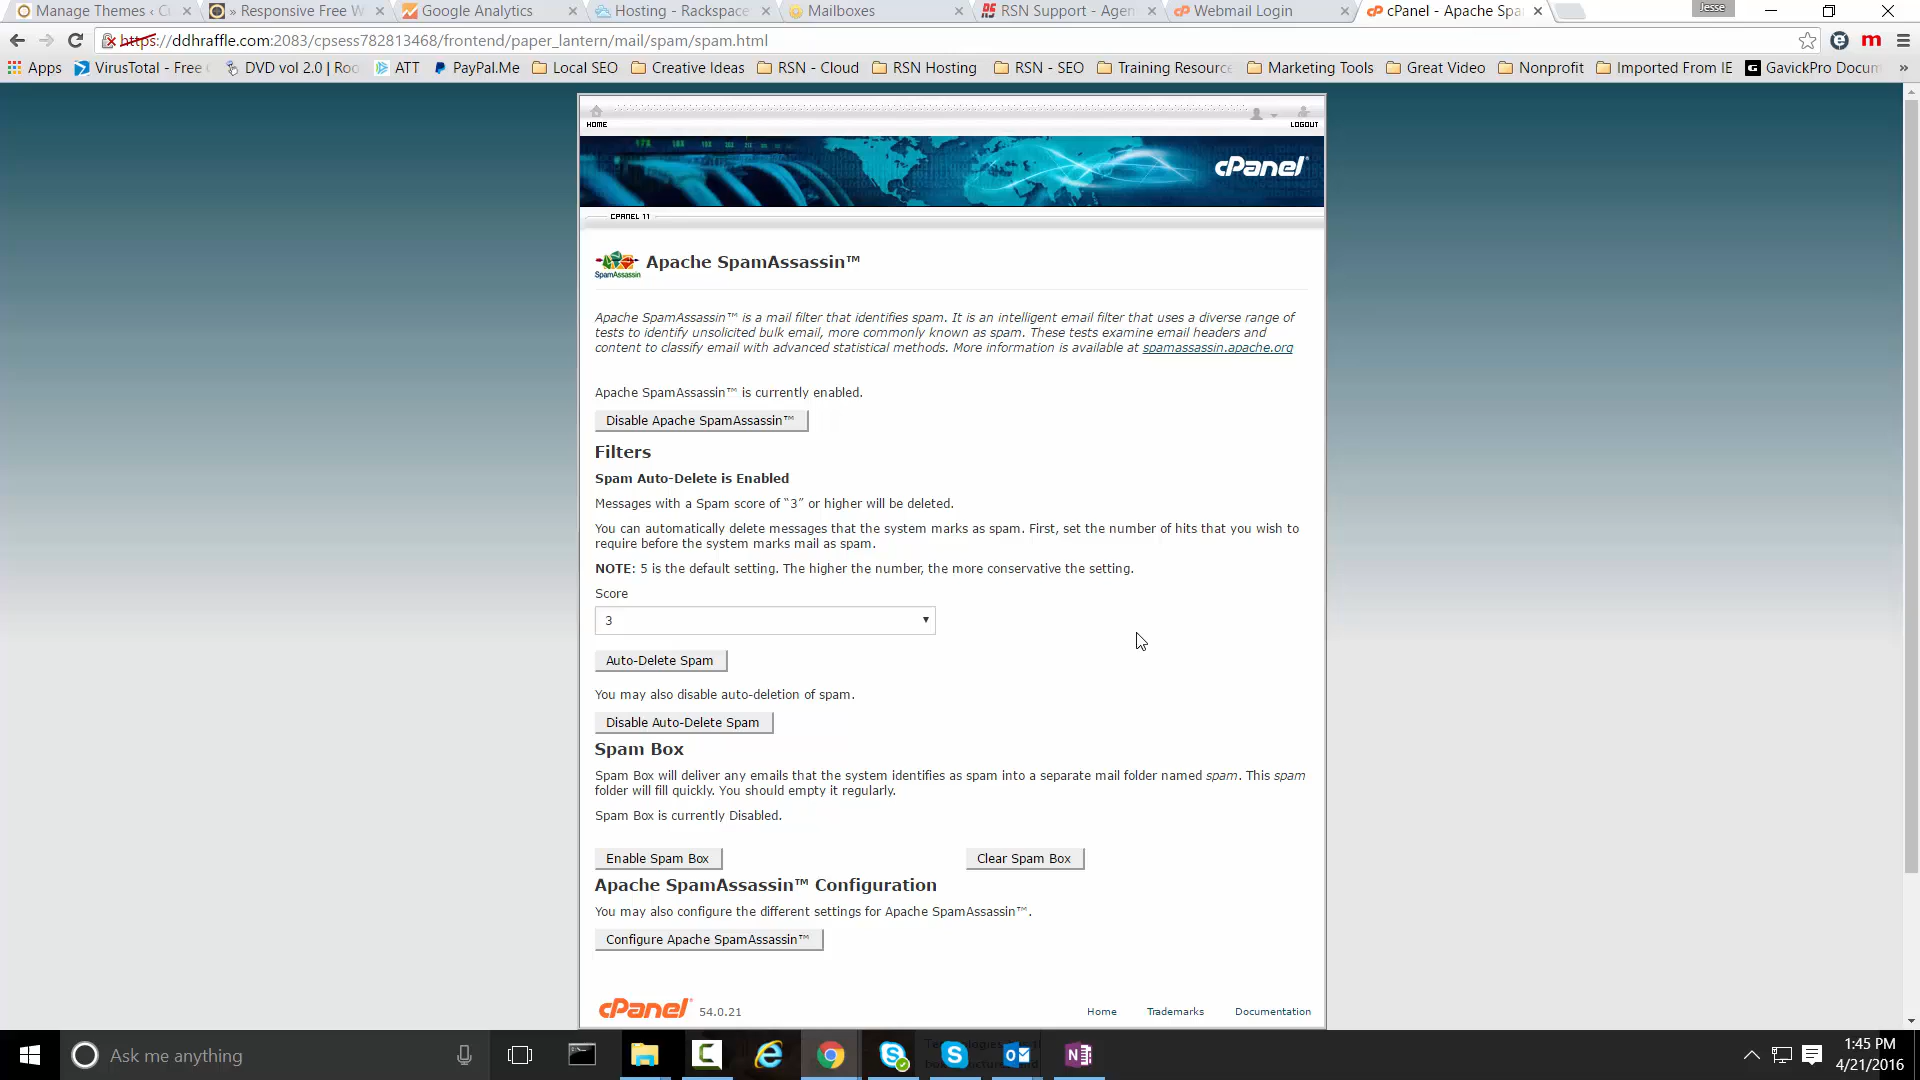 Manage Themes ‹ Cu
» Responsive Free W
Google Analytics
Hosting - Rackspace
Mailboxes
RSN Support - Agen
Webmail Login
cPanel - Apache Spa
Jesse
https://ddhraffle.com:2083/cpsess782813468/frontend/paper_lantern/mail/spam/spam.html
Apps
VirusTotal - Free
DVD vol 2.0 | Roo
ATT
PayPal.Me
Local SEO
Creative Ideas
RSN - Cloud
RSN Hosting
RSN - SEO
Training Resource
Marketing Tools
Great Video
Nonprofit
Imported From IE
GavickPro Docum
»
HOME
LOGOUT
cPanel
CPANEL 11
SpamAssassin
Apache SpamAssassin™
Apache SpamAssassin™ is a mail filter that identifies spam. It is an intelligent email filter that uses a diverse range of
tests to identify unsolicited bulk email, more commonly known as spam. These tests examine email headers and
content to classify email with advanced statistical methods. More information is available at spamassassin.apache.org
Apache SpamAssassin™ is currently enabled.
Disable Apache SpamAssassin™
Filters
Spam Auto-Delete is Enabled
Messages with a Spam score of “3” or higher will be deleted.
You can automatically delete messages that the system marks as spam. First, set the number of hits that you wish to
require before the system marks mail as spam.
NOTE: 5 is the default setting. The higher the number, the more conservative the setting.
Score
3
Auto-Delete Spam
You may also disable auto-deletion of spam.
Disable Auto-Delete Spam
Spam Box
Spam Box will deliver any emails that the system identifies as spam into a separate mail folder named spam. This spam
folder will fill quickly. You should empty it regularly.
Spam Box is currently Disabled.
Enable Spam Box
Clear Spam Box
Apache SpamAssassin™ Configuration
You may also configure the different settings for Apache SpamAssassin™.
Configure Apache SpamAssassin™
cPanel 54.0.21
Home
Trademarks
Documentation
Ask me anything
1:45 PM
4/21/2016